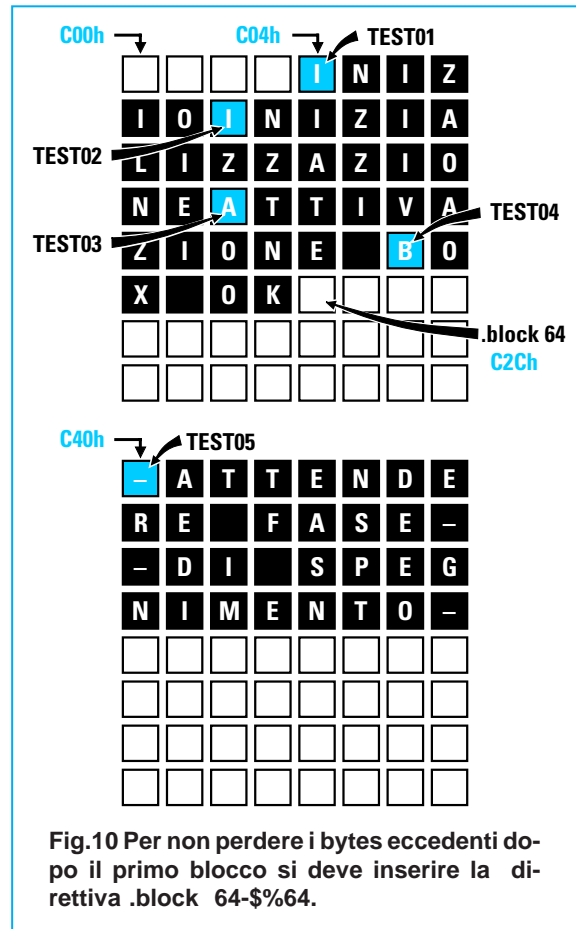 C00h C04h TEST01
I N I Z
I O I N I Z I A
TEST02
L I Z Z A Z I O
N E A T T I V A
TEST04
TEST03
Z I O N E B O
X O K
.block 64
C2Ch
C40h TEST05
– A T T E N D E
R E F A S E –
– D I S P E G
N I M E N T O –
Fig.10 Per non perdere i bytes eccedenti do-
po il primo blocco si deve inserire la di-
rettiva .block 64-$%64.